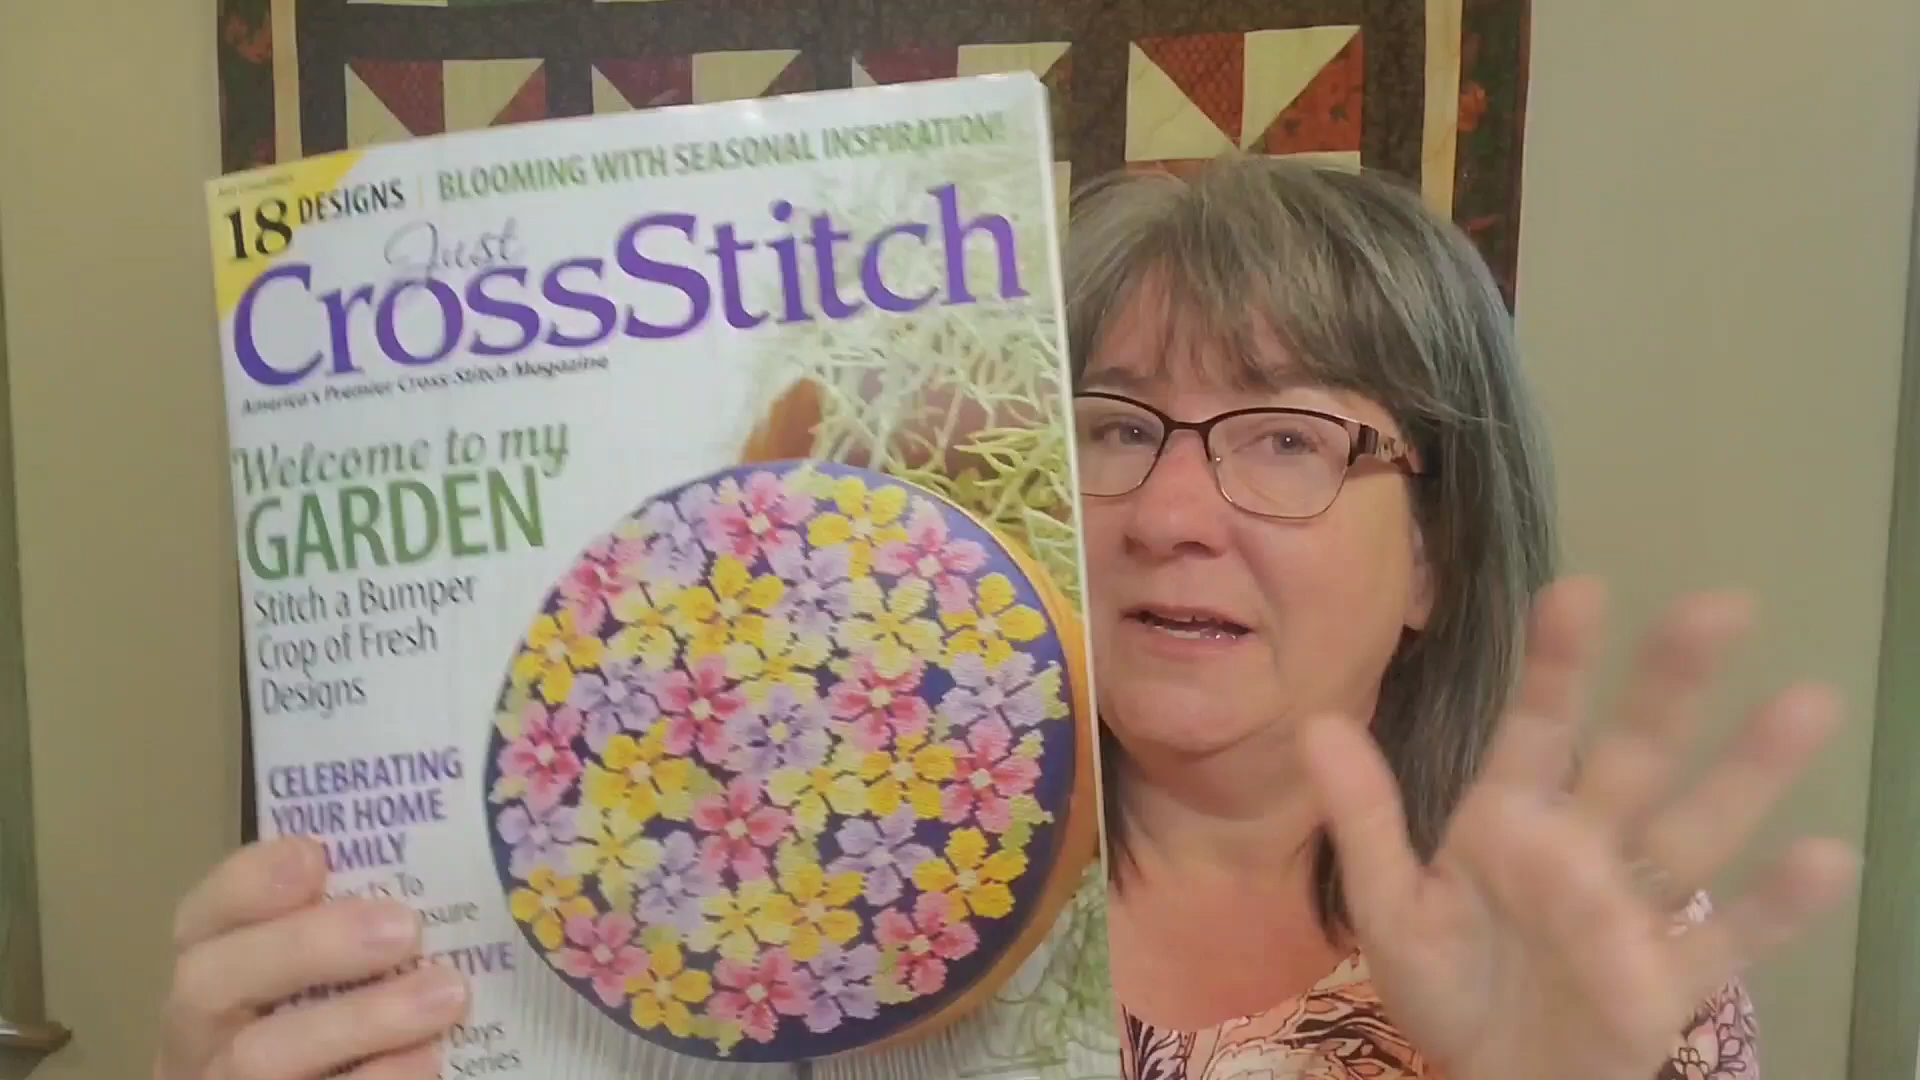 18 DESIGNS | BLOOMING WITH SEASONAL INSPIRATION!
Just
CrossStitch
America's Premier Cross Stitch Magazine
Welcome to my
GARDEN
Stitch a Bumper
Crop of Fresh
Designs
CELEBRATING
YOUR HOME
To
Days
Series